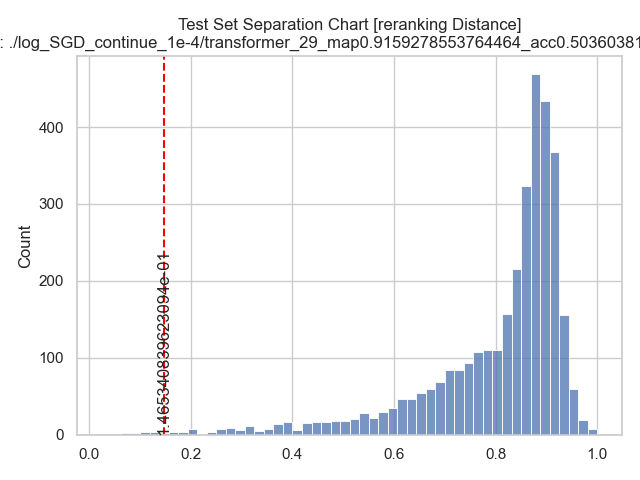 Test Set Separation Chart [reranking Distance]
: ./log_SGD_continue_1e-4/transformer_29_map0.9159278553764464_acc0.50360381
Count
400
300
200
100
0
1.465340839623094e-01
0.0 0.2 0.4 0.6 0.8 1.0